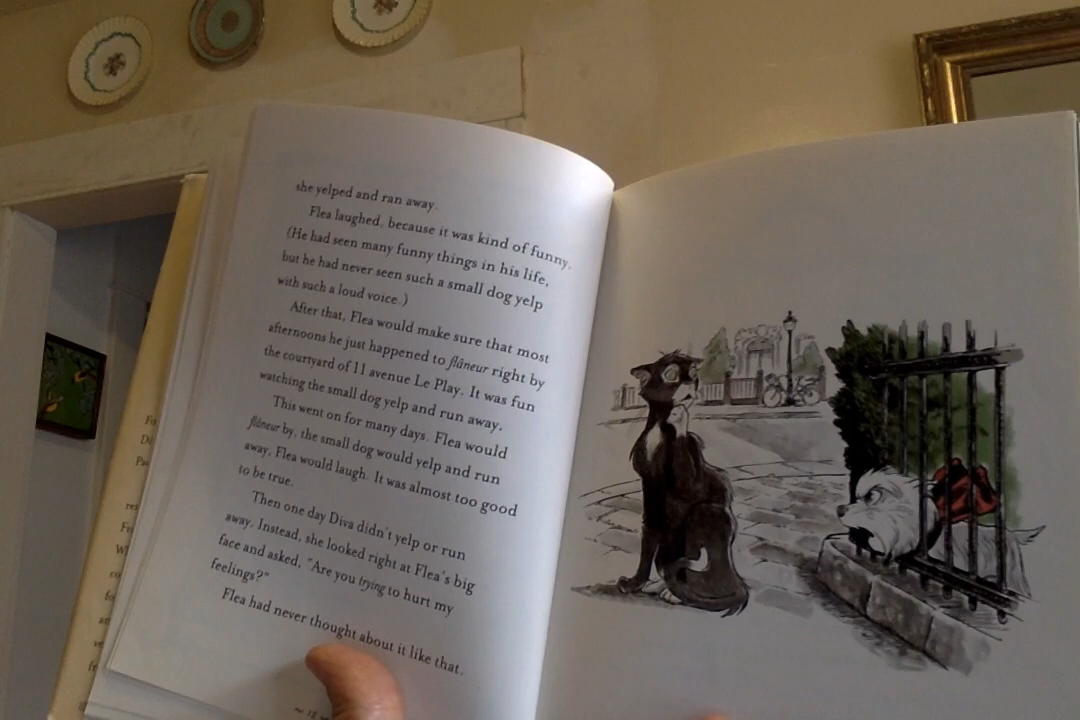 she yelped and ran away.
Flea laughed, because it was kind of funny.
(He had seen many funny things in his life,
but he had never seen such a small dog yelp
with such a loud voice.)
After that, Flea would make sure that most
afternoons he just happened to flâneur right by
the courtyard of 11 avenue Le Play. It was fun
watching the small dog yelp and run away.
This went on for many days. Flea would
flâneur by, the small dog would yelp and run
away, Flea would laugh. It was almost too good
to be true.
Then one day Diva didn't yelp or run
away. Instead, she looked right at Flea's big
face and asked, "Are you trying to hurt my
feelings?"
Flea had never thought about it like that.